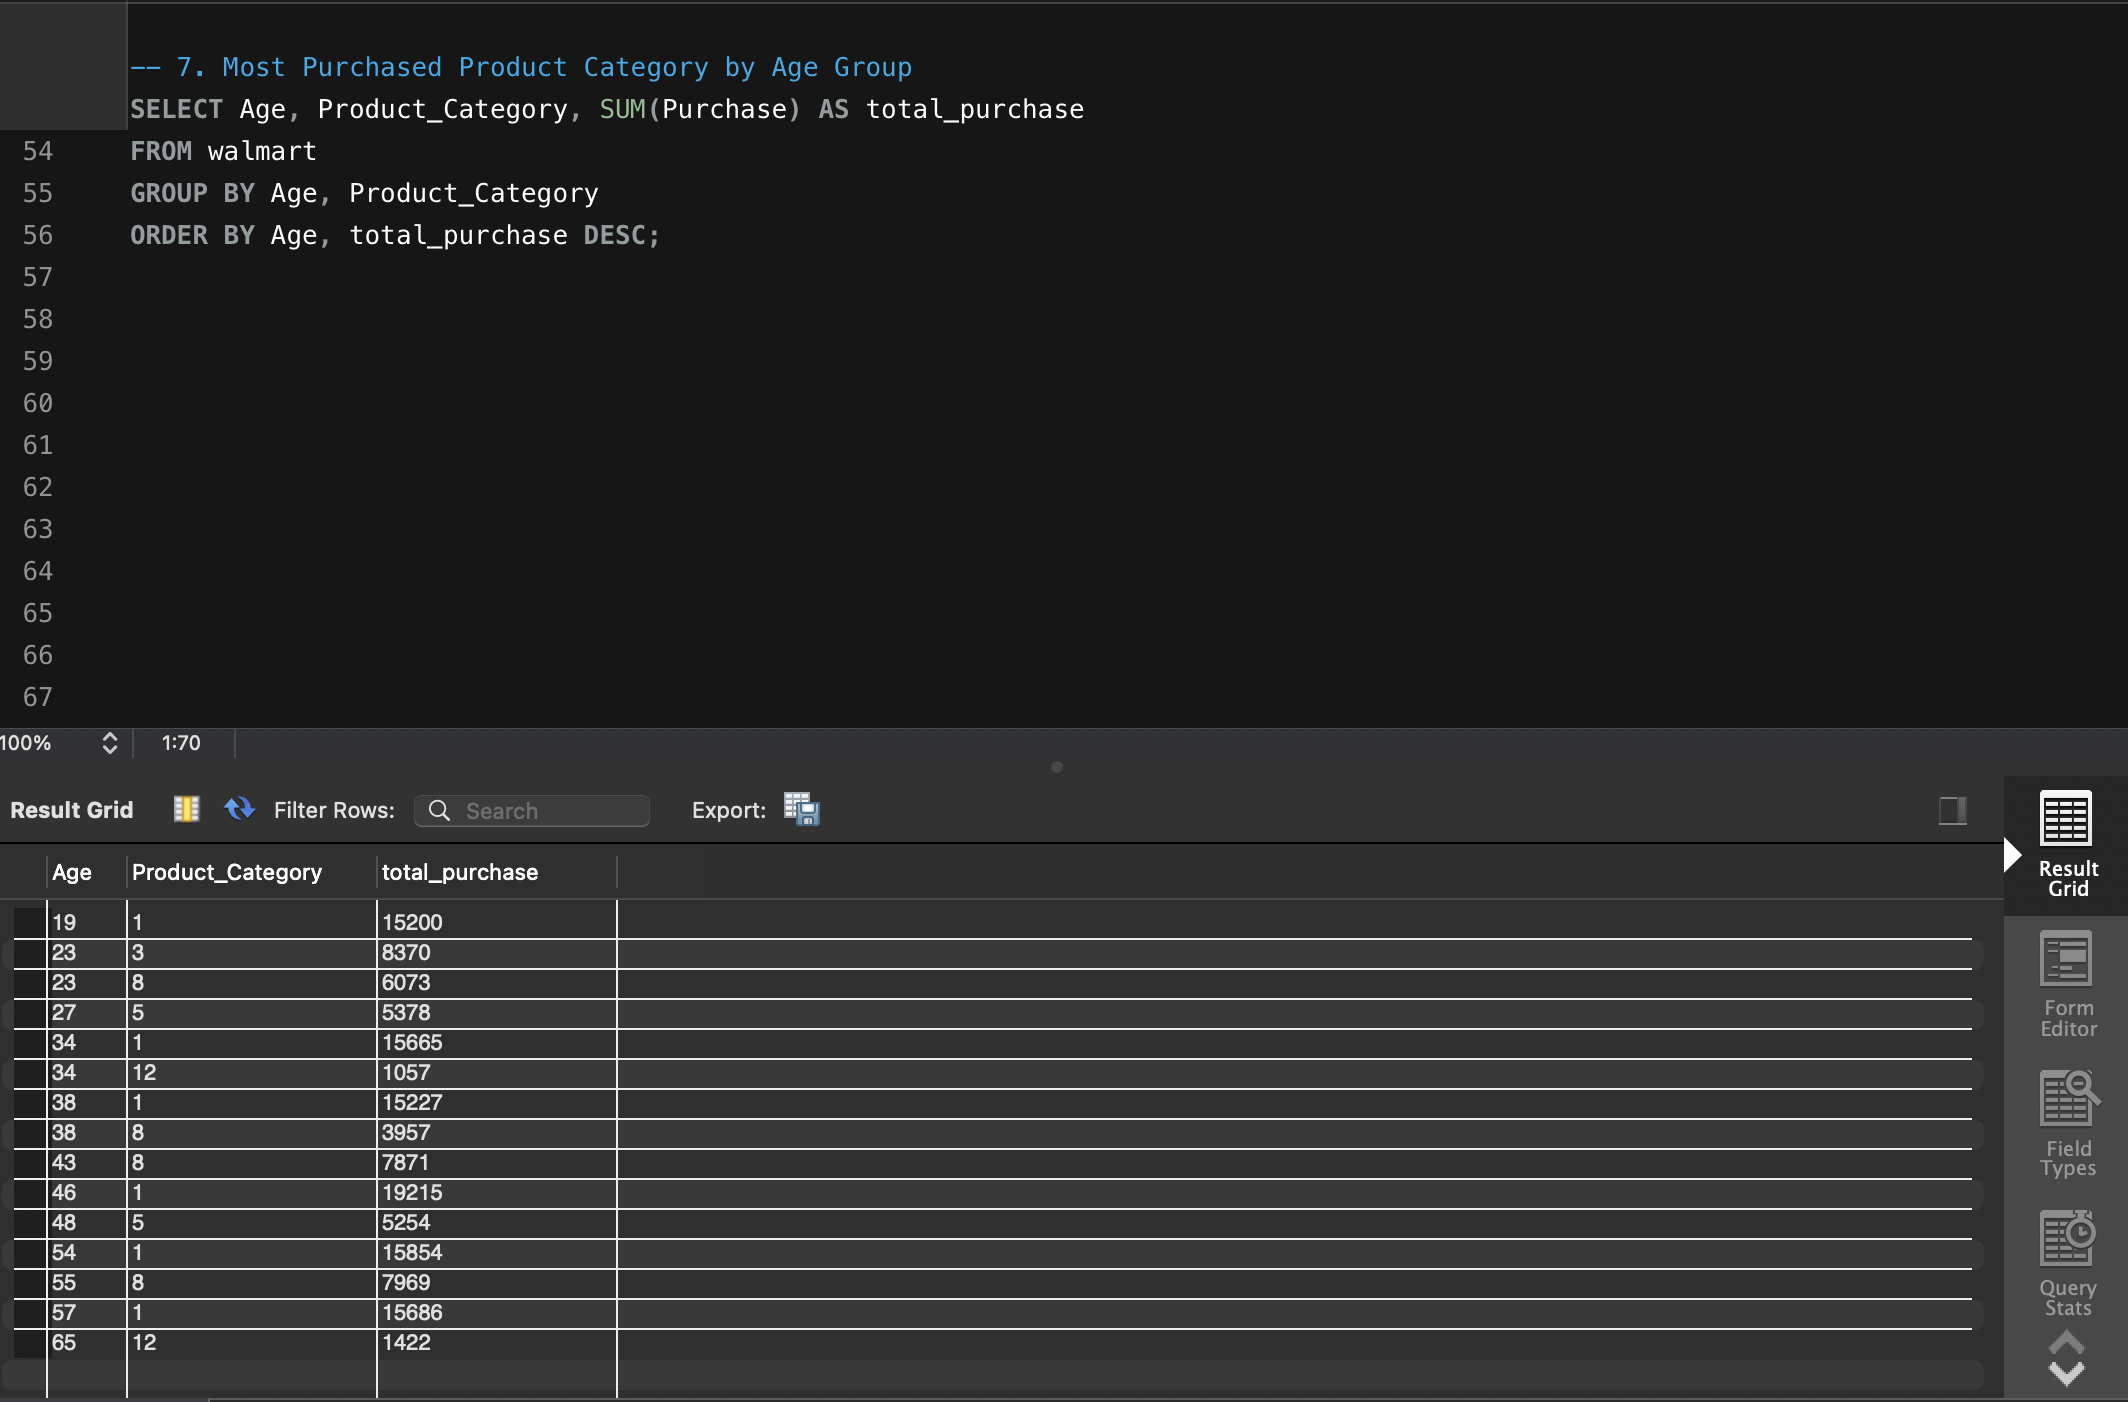 -- 7. Most Purchased Product Category by Age Group
SELECT Age, Product_Category, SUM(Purchase) AS total_purchase
54 FROM walmart
55 GROUP BY Age, Product_Category
56 ORDER BY Age, total_purchase DESC;
57
58
59
60
61
62
63
64
65
66
67
100% 1:70
Result Grid Filter Rows: Search Export:
Age Product_Category total_purchase
19 1 15200
23 3 8370
23 8 6073
27 5 5378
34 1 15665
34 12 1057
38 1 15227
38 8 3957
43 8 7871
46 1 19215
48 5 5254
54 1 15854
55 8 7969
57 1 15686
65 12 1422
Result
Grid
Form
Editor
Field
Types
Query
Stats